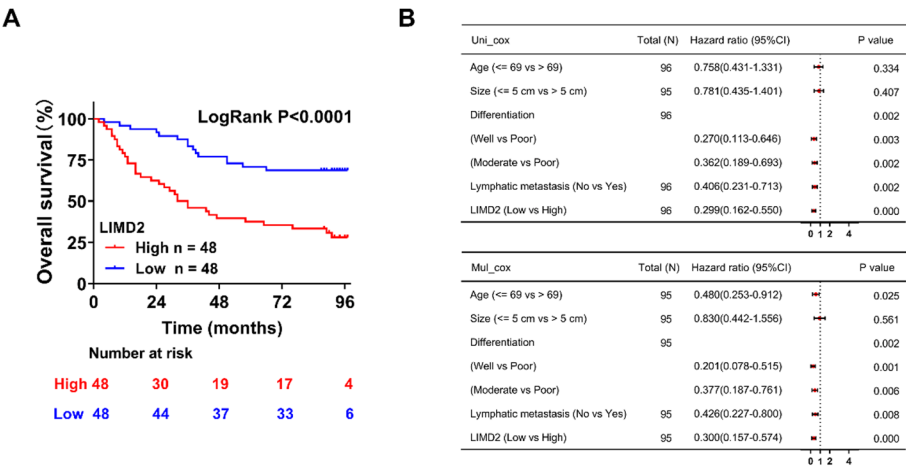 A
LogRank P<0.0001
Overall survival(%)
100
75
50
25
0
LIMD2
High n = 48
Low n = 48
0 24 48 72 96
Time (months)
Number at risk
High 48 30 19 17 4
Low 48 44 37 33 6
B
Uni_cox Total (N) Hazard ratio (95%CI) P value
Age (<= 69 vs > 69) 96 0.758(0.431-1.331) 0.334
Size (<= 5 cm vs > 5 cm) 95 0.781(0.435-1.401) 0.407
Differentiation 96 0.002
(Well vs Poor) 0.270(0.113-0.646) 0.003
(Moderate vs Poor) 0.362(0.189-0.693) 0.002
Lymphatic metastasis (No vs Yes) 96 0.406(0.231-0.713) 0.002
LIMD2 (Low vs High) 96 0.299(0.162-0.550) 0.000
0 1 2 4
Mul_cox Total (N) Hazard ratio (95%CI) P value
Age (<= 69 vs > 69) 95 0.480(0.253-0.912) 0.025
Size (<= 5 cm vs > 5 cm) 95 0.830(0.442-1.556) 0.561
Differentiation 95 0.002
(Well vs Poor) 0.201(0.078-0.515) 0.001
(Moderate vs Poor) 0.377(0.187-0.761) 0.006
Lymphatic metastasis (No vs Yes) 95 0.426(0.227-0.800) 0.008
LIMD2 (Low vs High) 95 0.300(0.157-0.574) 0.000
0 1 2 4